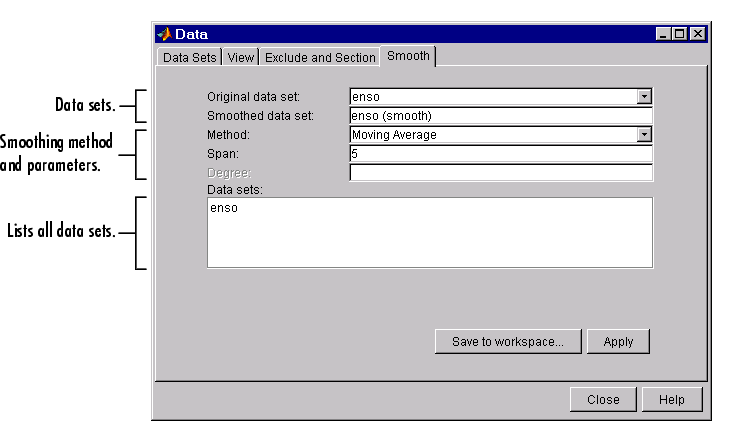 Data
Data Sets View Exclude and Section Smooth
Data sets.
Original data set: enso
Smoothed data set: enso (smooth)
Smoothing method
and parameters.
Method: Moving Average
Span: 5
Degree:
Data sets:
Lists all data sets.
enso
Save to workspace... Apply
Close Help